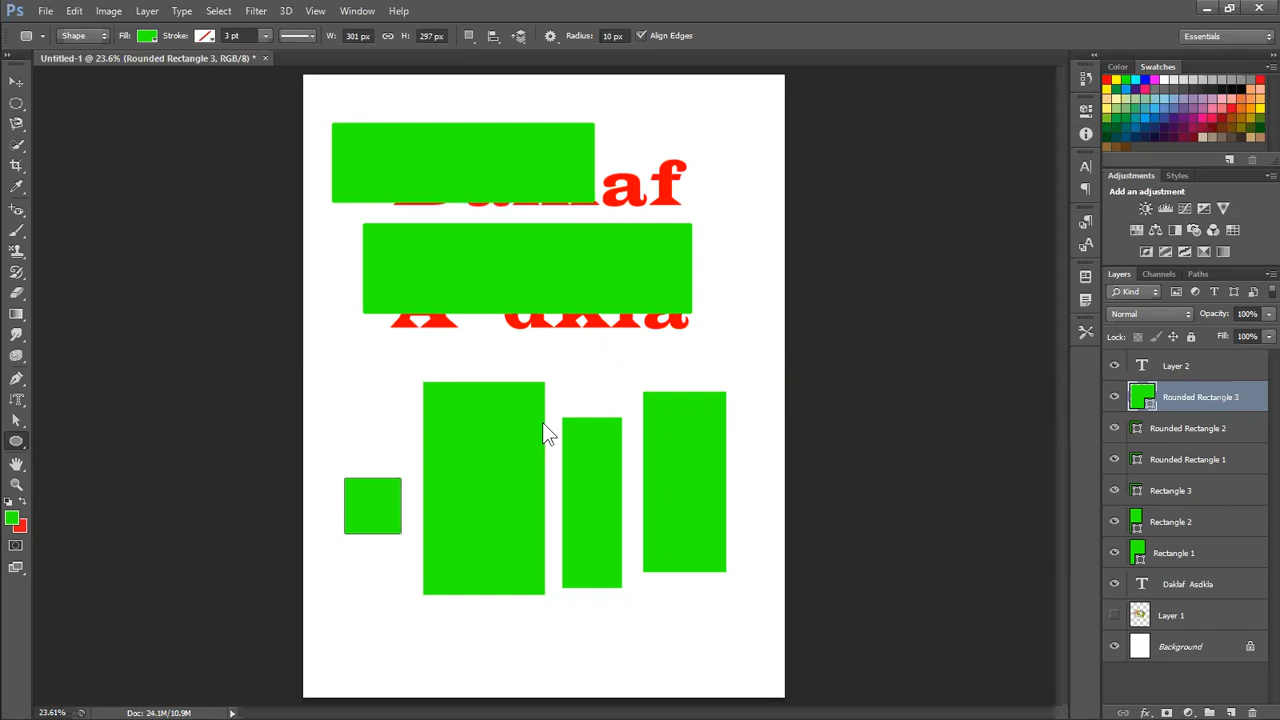 Ps File Edit Image Layer Type Select Filter 3D View Window Help
Shape Fill: Stroke: 3 pt W: 301 px H: 297 px Radius: 10 px Align Edges Essentials
Untitled-1 @ 23.6% (Rounded Rectangle 3, RGB/8) * ×
Color Swatches
Adjustments Styles
Add an adjustment
Layers Channels Paths
Kind
Normal Opacity: 100%
Lock: Fill: 100%
Layer 2
Rounded Rectangle 3
Rounded Rectangle 2
Rounded Rectangle 1
Rectangle 3
Rectangle 2
Rectangle 1
Daklaf Asdkla
Layer 1
Background
af
23.61% Doc: 24.1M/10.9M